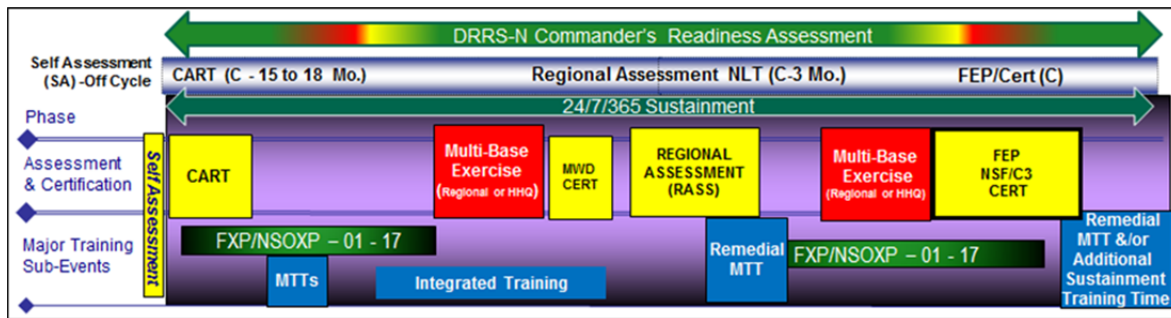 DRRS-N Commander's Readiness Assessment
Self Assessment
(SA) -Off Cycle
CART (C - 15 to 18 Mo.)
Regional Assessment NLT (C-3 Mo.)
FEP/Cert (C)
24/7/365 Sustainment
Phase
Assessment
& Certification
Major Training
Sub-Events
Self Assessment
CART
Multi-Base
Exercise
(Regional or HHQ)
MWD
CERT
REGIONAL
ASSESSMENT
(RASS)
Multi-Base
Exercise
(Regional or HHQ)
FEP
NSF/C3
CERT
FXP/NSOXP – 01 - 17
MTTs
Integrated Training
Remedial
MTT
FXP/NSOXP – 01 - 17
Remedial
MTT &/or
Additional
Sustainment
Training Time